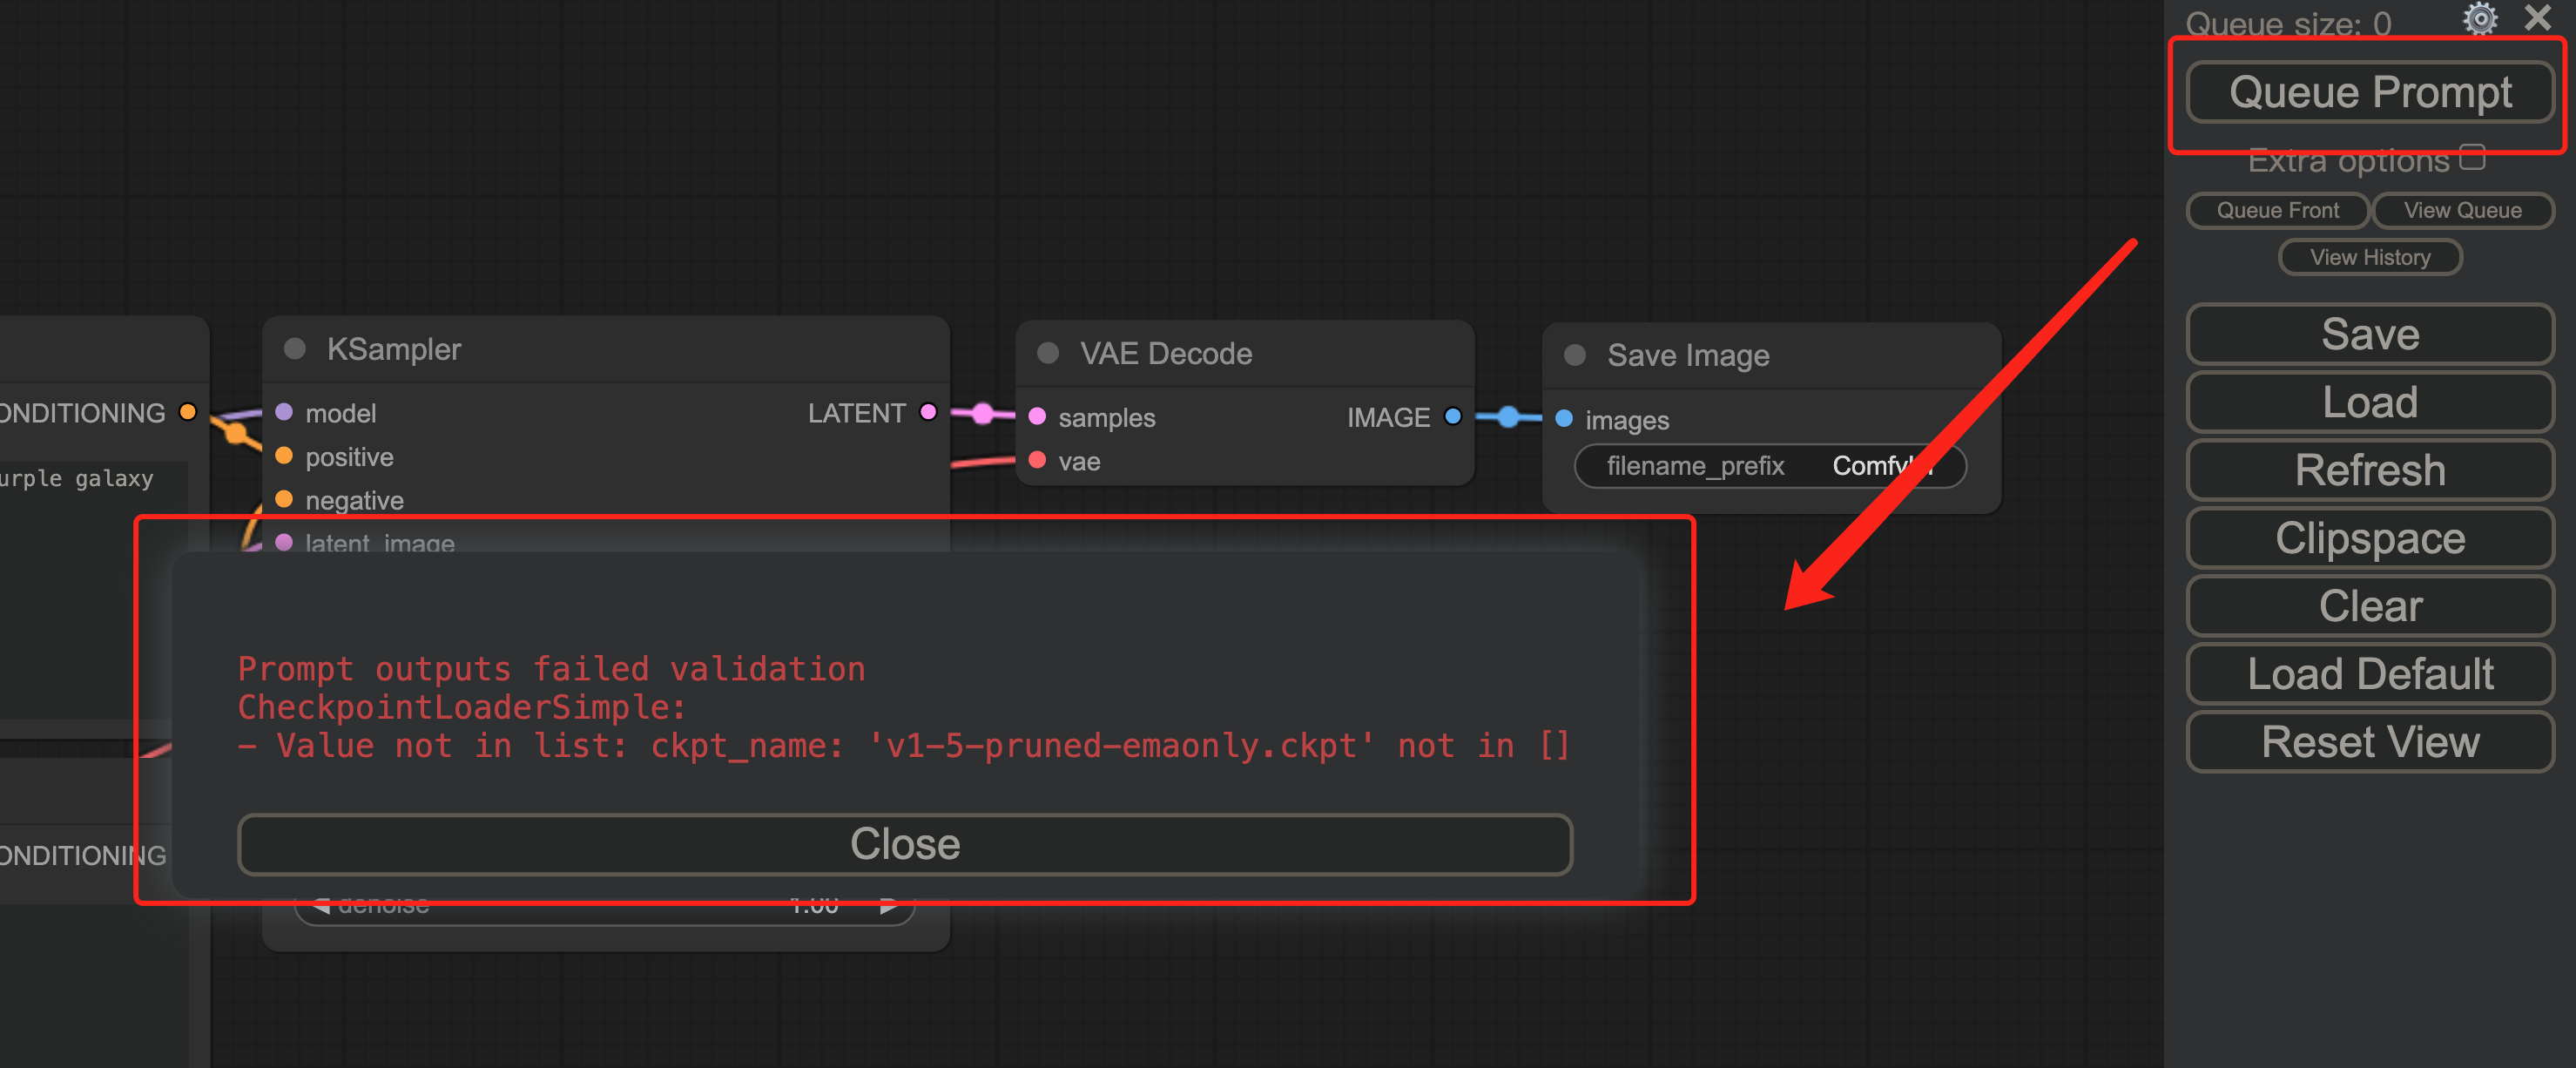 Queue size: 0
Queue Prompt
Extra options
Queue Front
View Queue
View History
Save
Load
Refresh
Clipspace
Clear
Load Default
Reset View
ONDITIONING
urple galaxy
KSampler
model
LATENT
positive
negative
latent_image
VAE Decode
samples
IMAGE
vae
Save Image
images
filename_prefix
Prompt outputs failed validation
CheckpointLoaderSimple:
- Value not in list: ckpt_name: 'v1-5-pruned-emaonly.ckpt' not in []
Close
ONDITIONING
denoise 1.00